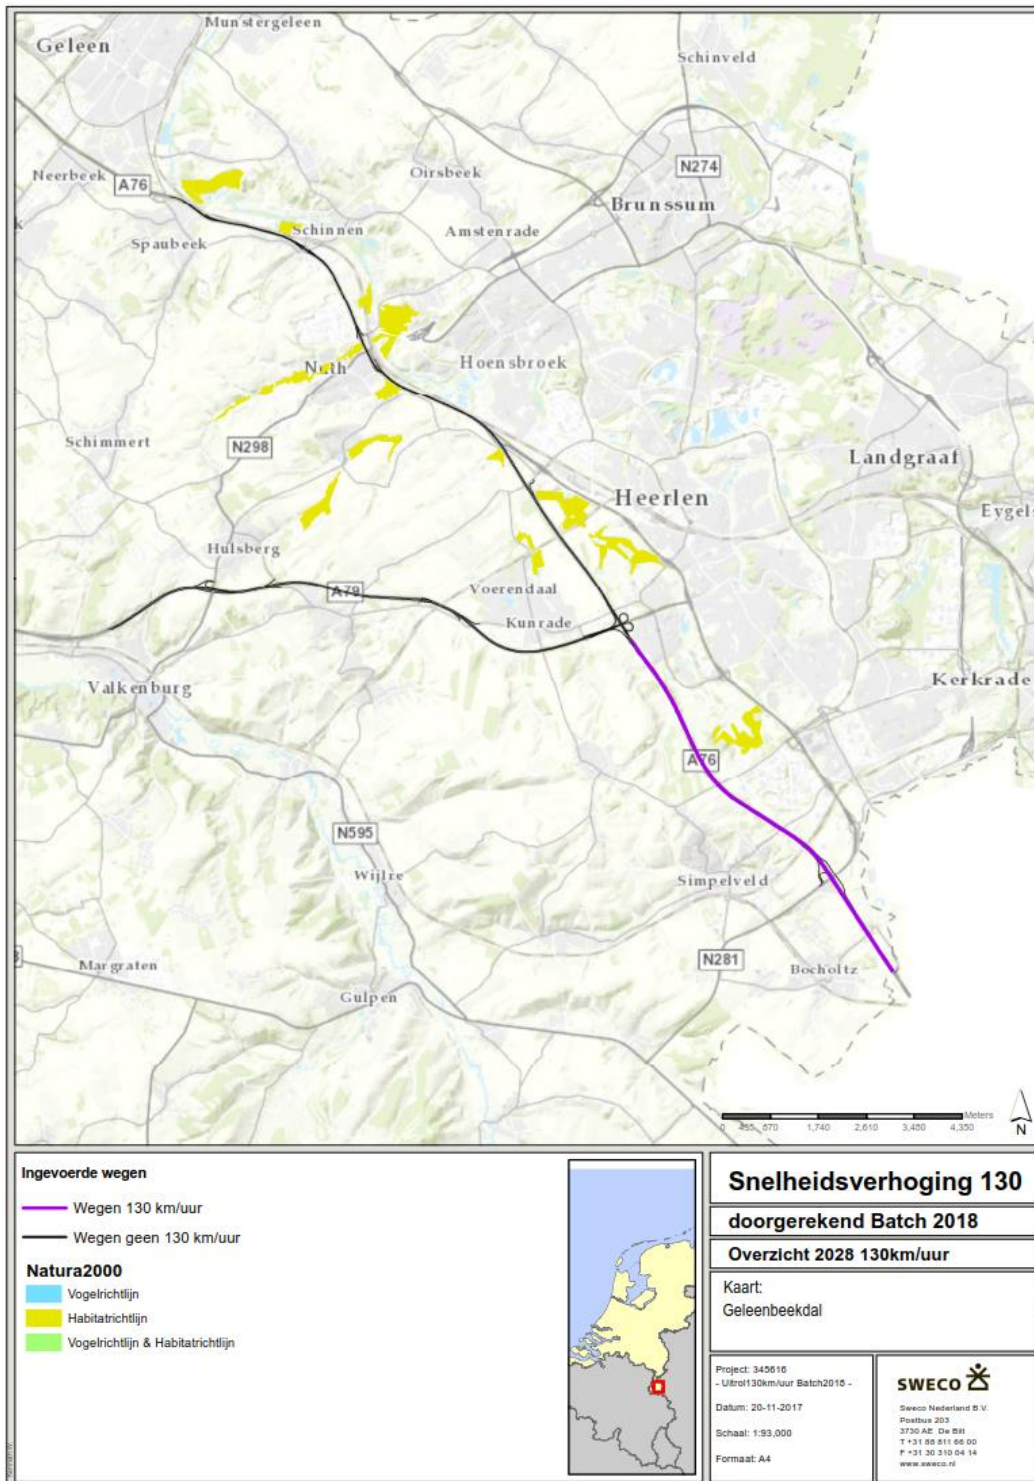 Munstergeleen
Geleen
Schinveld
Neerbeek
A76
Oirsbeek
N274
Brunssum
Spaubeek
Schinnen
Amstenrade
Nuth
Hoensbroek
Schimmert
N298
Landgraaf
Heerlen
Eygels
Hulsberg
A79
Voerendaal
Kunrade
Valkenburg
Kerkrade
A76
N595
Wijlre
Simpelveld
N281
Margraten
Bocholtz
Gulpen
Meters
0 435 870 1,740 2,610 3,480 4,350
N
Ingevoerde wegen
Wegen 130 km/uur
Wegen geen 130 km/uur
Natura2000
Vogelrichtlijn
Habitatrichtlijn
Vogelrichtlijn & Habitatrichtlijn
Snelheidsverhoging 130
doorgerekend Batch 2018
Overzicht 2028 130km/uur
Kaart:
Geleenbeekdal
Project: 345616
- Uitrol130km/uur Batch2018 -
Datum: 20-11-2017
Schaal: 1:93,000
Formaat: A4
SWECO
Sweco Nederland B.V.
Postbus 203
3730 AE De Bilt
T +31 88 811 66 00
F +31 30 310 04 14
www.sweco.nl